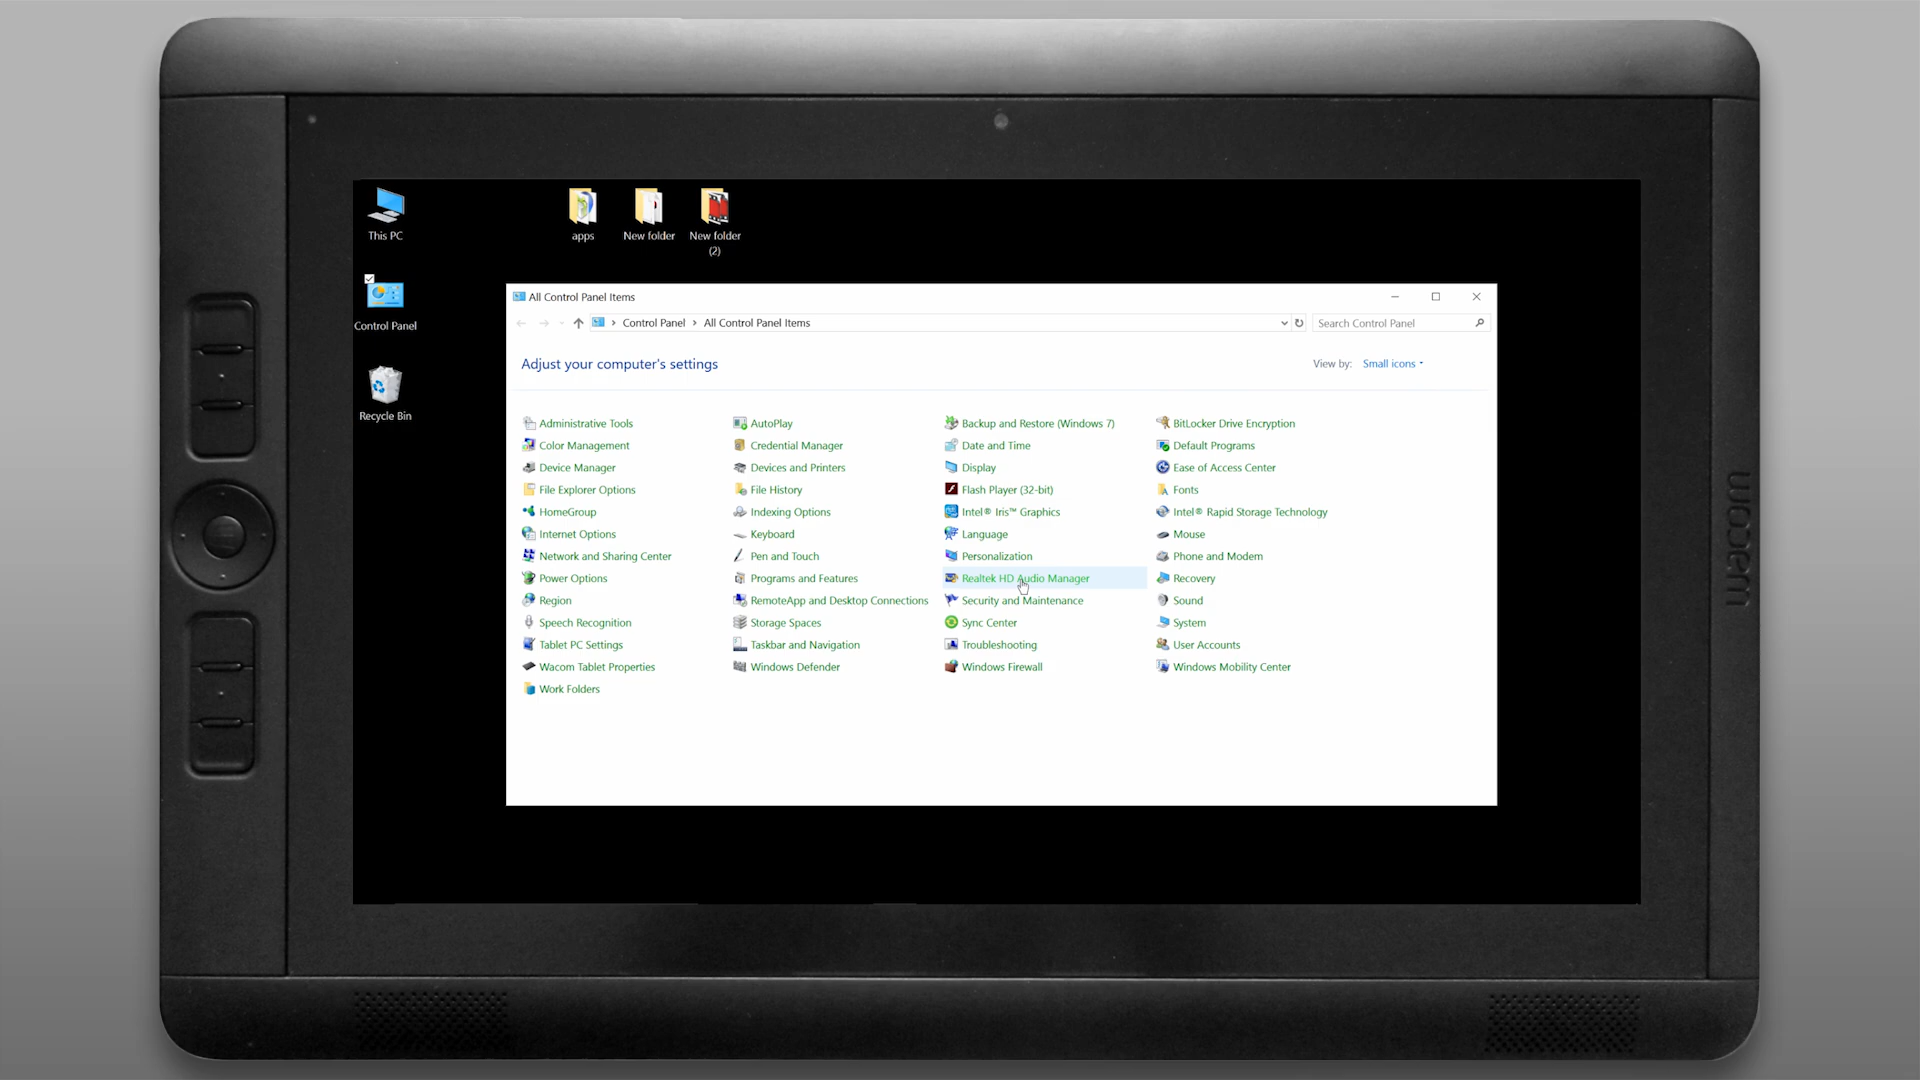 This PC
apps
New folder
New folder
(2)
Control Panel
Recycle Bin
All Control Panel Items
Control Panel > All Control Panel Items
Search Control Panel
Adjust your computer's settings
View by: Small icons
Administrative Tools
AutoPlay
Backup and Restore (Windows 7)
BitLocker Drive Encryption
Color Management
Credential Manager
Date and Time
Default Programs
Device Manager
Devices and Printers
Display
Ease of Access Center
File Explorer Options
File History
Flash Player (32-bit)
Fonts
HomeGroup
Indexing Options
Intel® Iris™ Graphics
Intel® Rapid Storage Technology
Internet Options
Keyboard
Language
Mouse
Network and Sharing Center
Pen and Touch
Personalization
Phone and Modem
Power Options
Programs and Features
Realtek HD Audio Manager
Recovery
Region
RemoteApp and Desktop Connections
Security and Maintenance
Sound
Speech Recognition
Storage Spaces
Sync Center
System
Tablet PC Settings
Taskbar and Navigation
Troubleshooting
User Accounts
Wacom Tablet Properties
Windows Defender
Windows Firewall
Windows Mobility Center
Work Folders
wacom